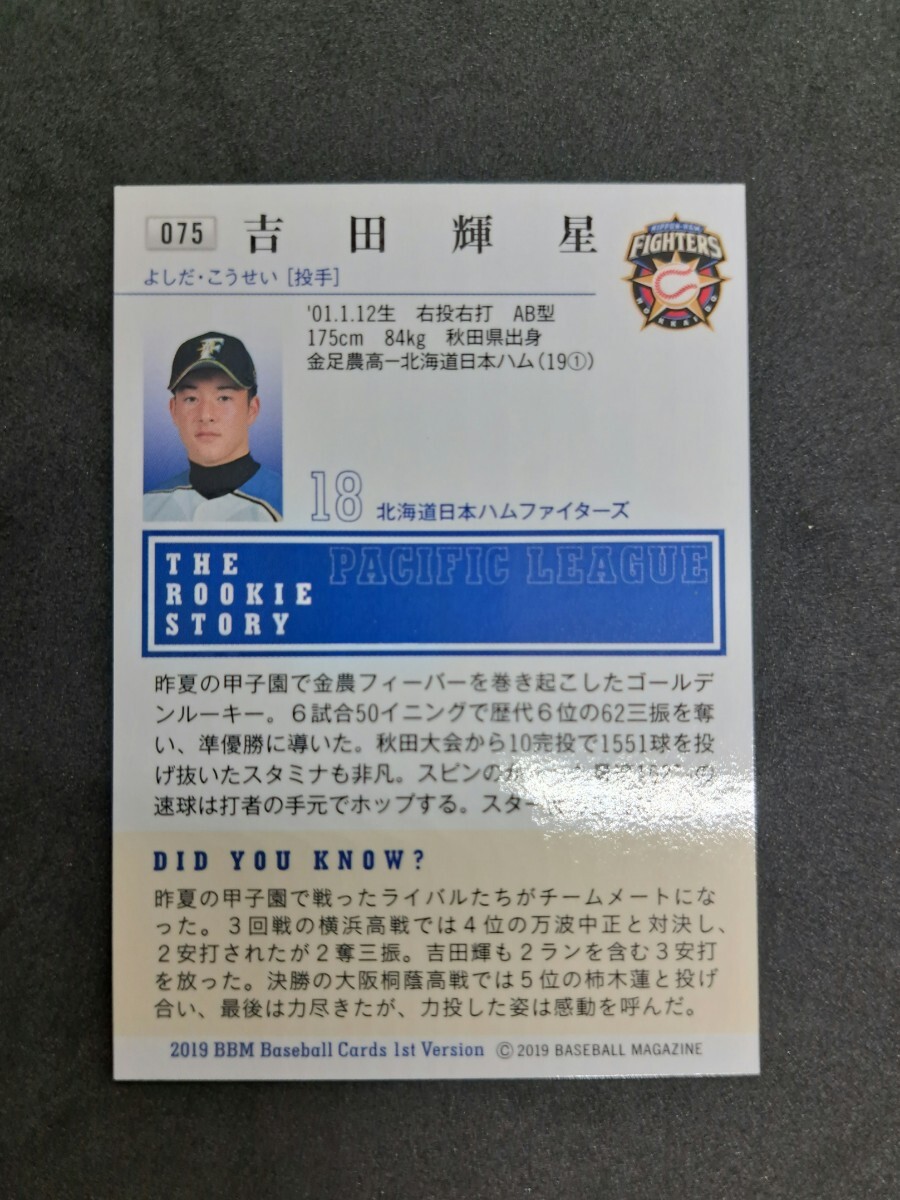 075 吉田輝星
NIPPON-HAM
FIGHTERS
HOKKAIDO
よしだ・こうせい [投手]
'01.1.12生 右投右打 AB型
175cm 84kg 秋田県出身
金足農高ー北海道日本ハム(19①)
F
18 北海道日本ハムファイターズ
PACIFIC LEAGUE
THE
ROOKIE
STORY
昨夏の甲子園で金農フィーバーを巻き起こしたゴールデ
ンルーキー。6試合50イニングで歴代6位の62三振を奪
い、準優勝に導いた。秋田大会から10完投で1551球を投
げ抜いたスタミナも非凡。スピンの の
速球は打者の手元でホップする。スター
DID YOU KNOW?
昨夏の甲子園で戦ったライバルたちがチームメートにな
った。3回戦の横浜高戦では4位の万波中正と対決し、
2安打されたが2奪三振。吉田輝も2ランを含む3安打
を放った。決勝の大阪桐蔭高戦では5位の柿木蓮と投げ
合い、最後は力尽きたが、力投した姿は感動を呼んだ。
2019 BBM Baseball Cards 1st Version © 2019 BASEBALL MAGAZINE